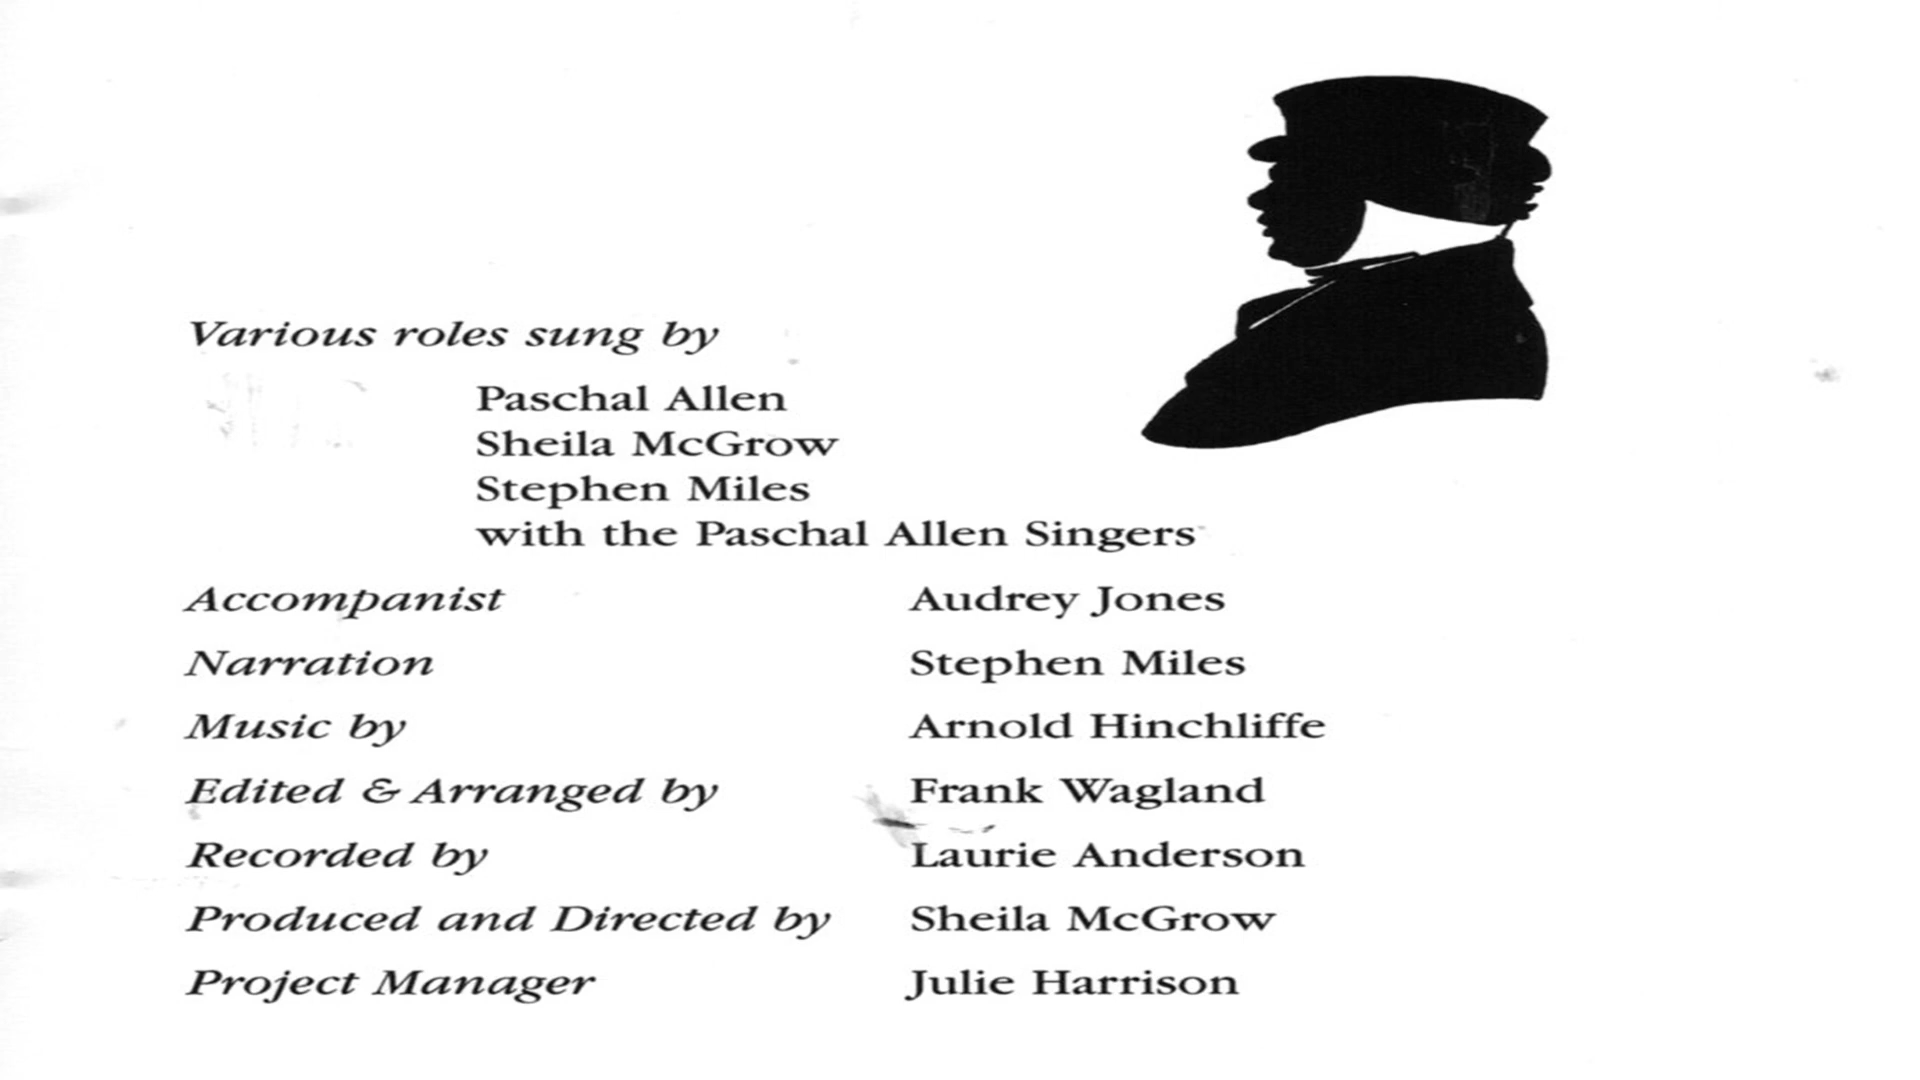 Various roles sung by
Paschal Allen
Sheila McGrow
Stephen Miles
with the Paschal Allen Singers
Accompanist Audrey Jones
Narration Stephen Miles
Music by Arnold Hinchliffe
Edited & Arranged by Frank Wagland
Recorded by Laurie Anderson
Produced and Directed by Sheila McGrow
Project Manager Julie Harrison